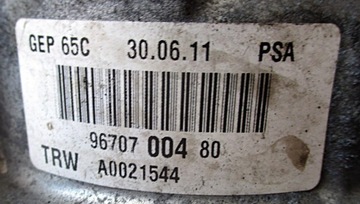 GEP 65C 30.06.11 PSA
96707 004 80
TRW A0021544